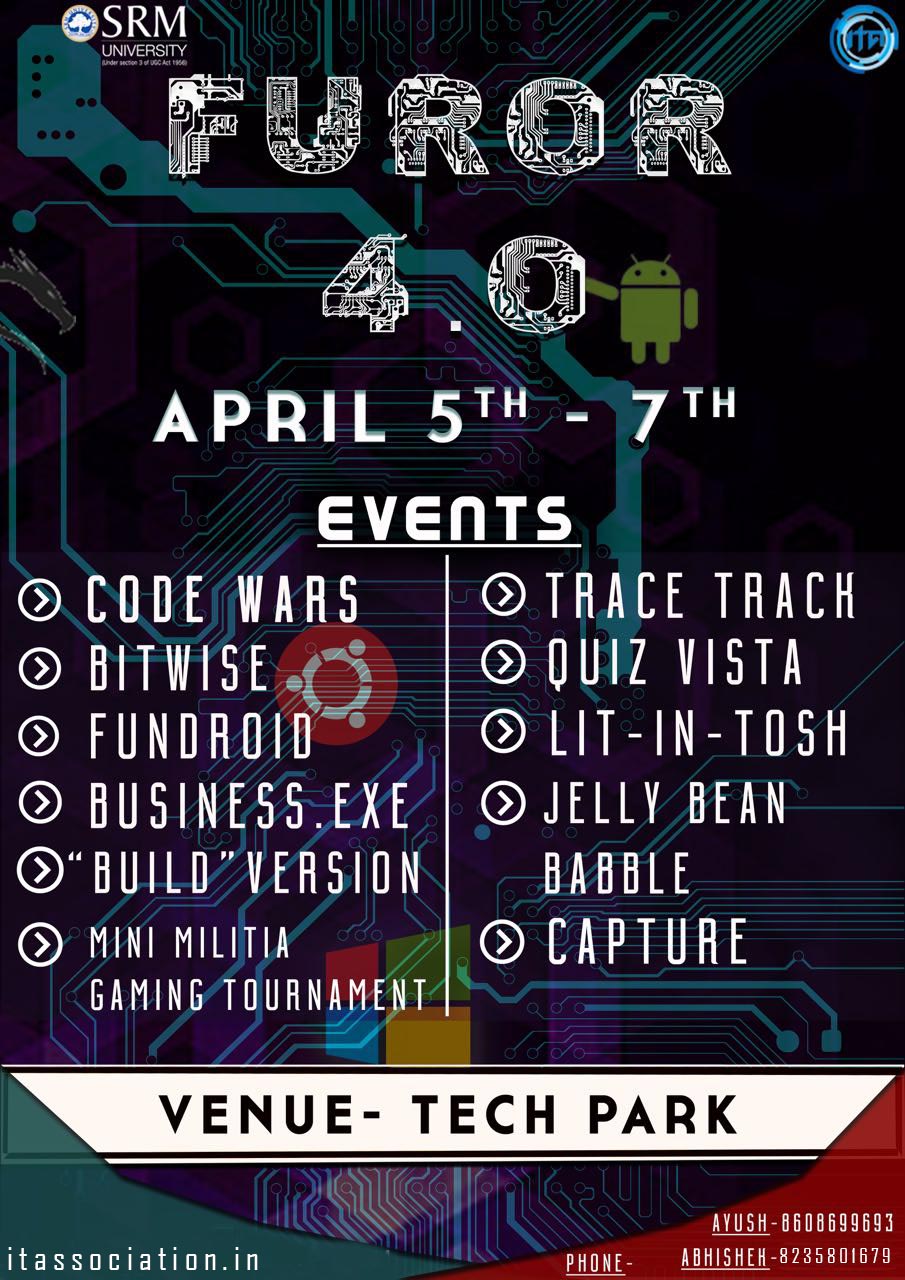 SRM
UNIVERSITY
(Under section 3 of UGC Act 1956)
ITA
FUROR
4.0
APRIL 5TH - 7TH
EVENTS
CODE WARS
BITWISE
FUNDROID
BUSINESS.EXE
“BUILD” VERSION
MINI MILITIA
GAMING TOURNAMENT
TRACE TRACK
QUIZ VISTA
LIT-IN-TOSH
JELLY BEAN
BABBLE
CAPTURE
VENUE- TECH PARK
itassociation.in
PHONE-
AYUSH-8608699693
ABHISHEK-8235801679